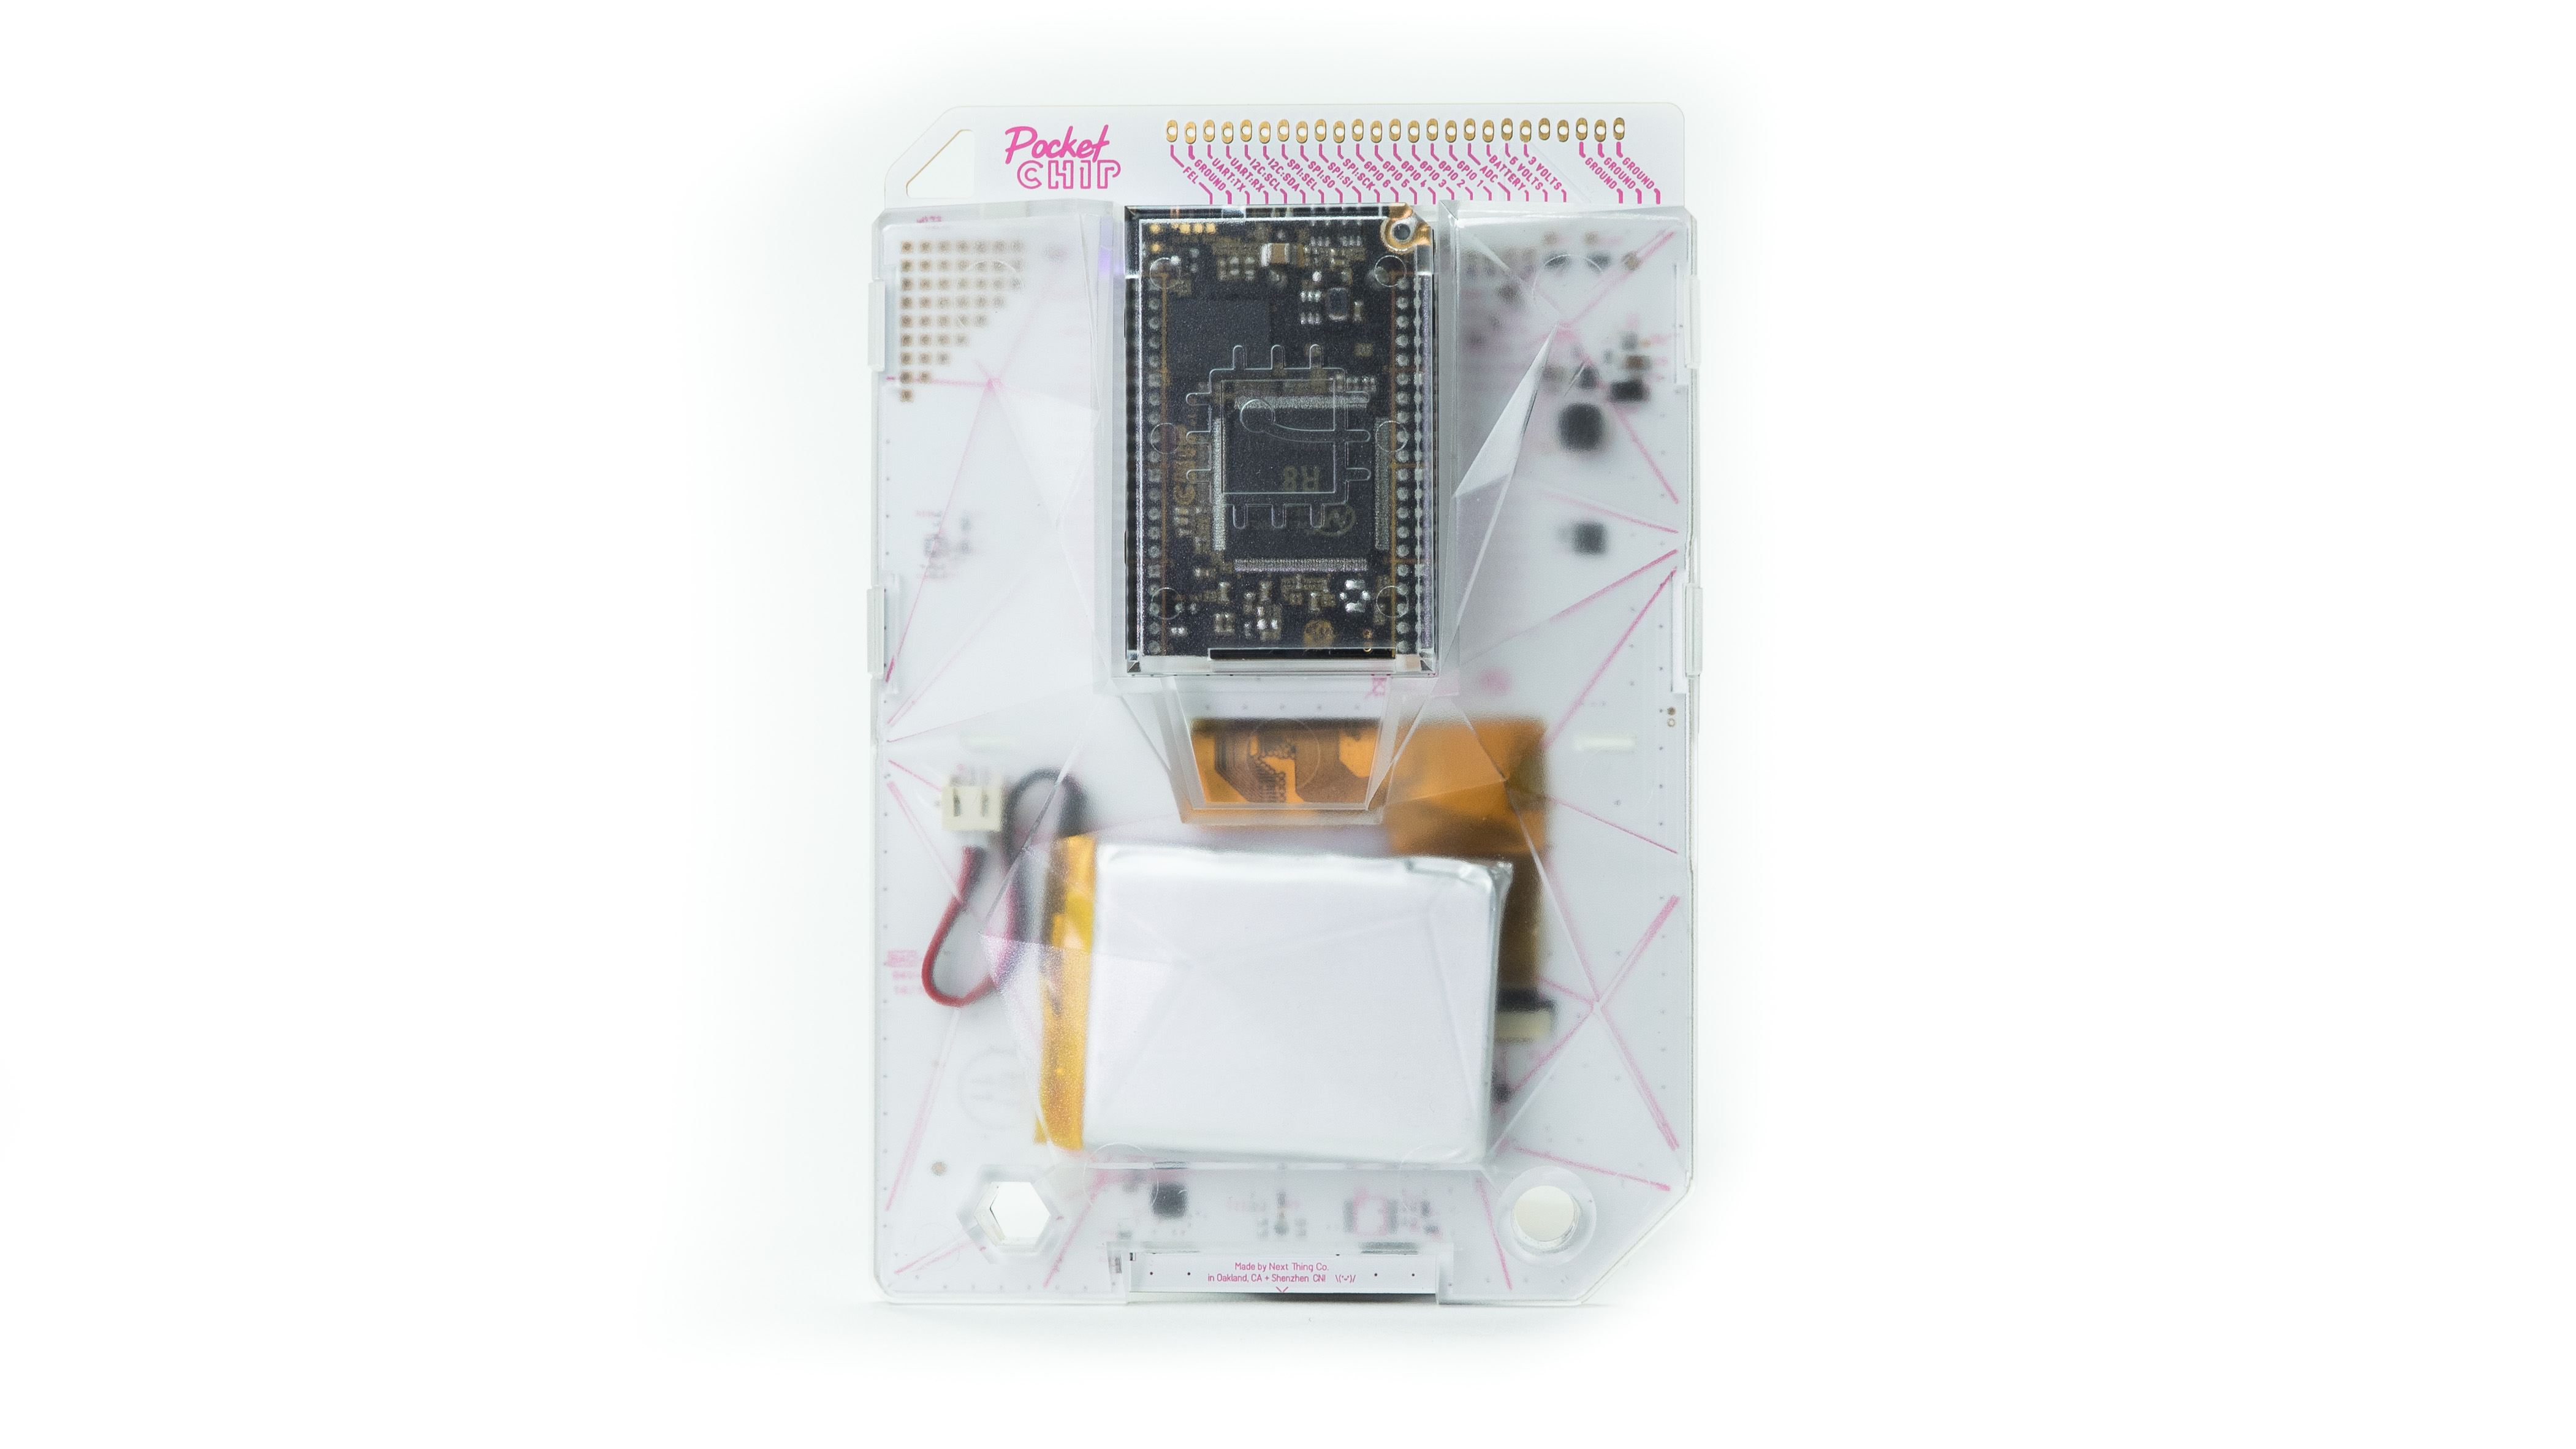 Pocket
CHIP
FEL
GROUND
UART:TX
UART:RX
I2C:SCL
I2C:SDA
SPI:SEL
SPI:SO
SPI:SI
SPI:SCK
GPIO 6
GPIO 5
GPIO 4
GPIO 3
GPIO 2
GPIO 1
ADC
BATTERY
5 VOLTS
3 VOLTS
GROUND
GROUND
GROUND
R8
Made by Next Thing Co.
in Oakland, CA + Shenzhen CN!